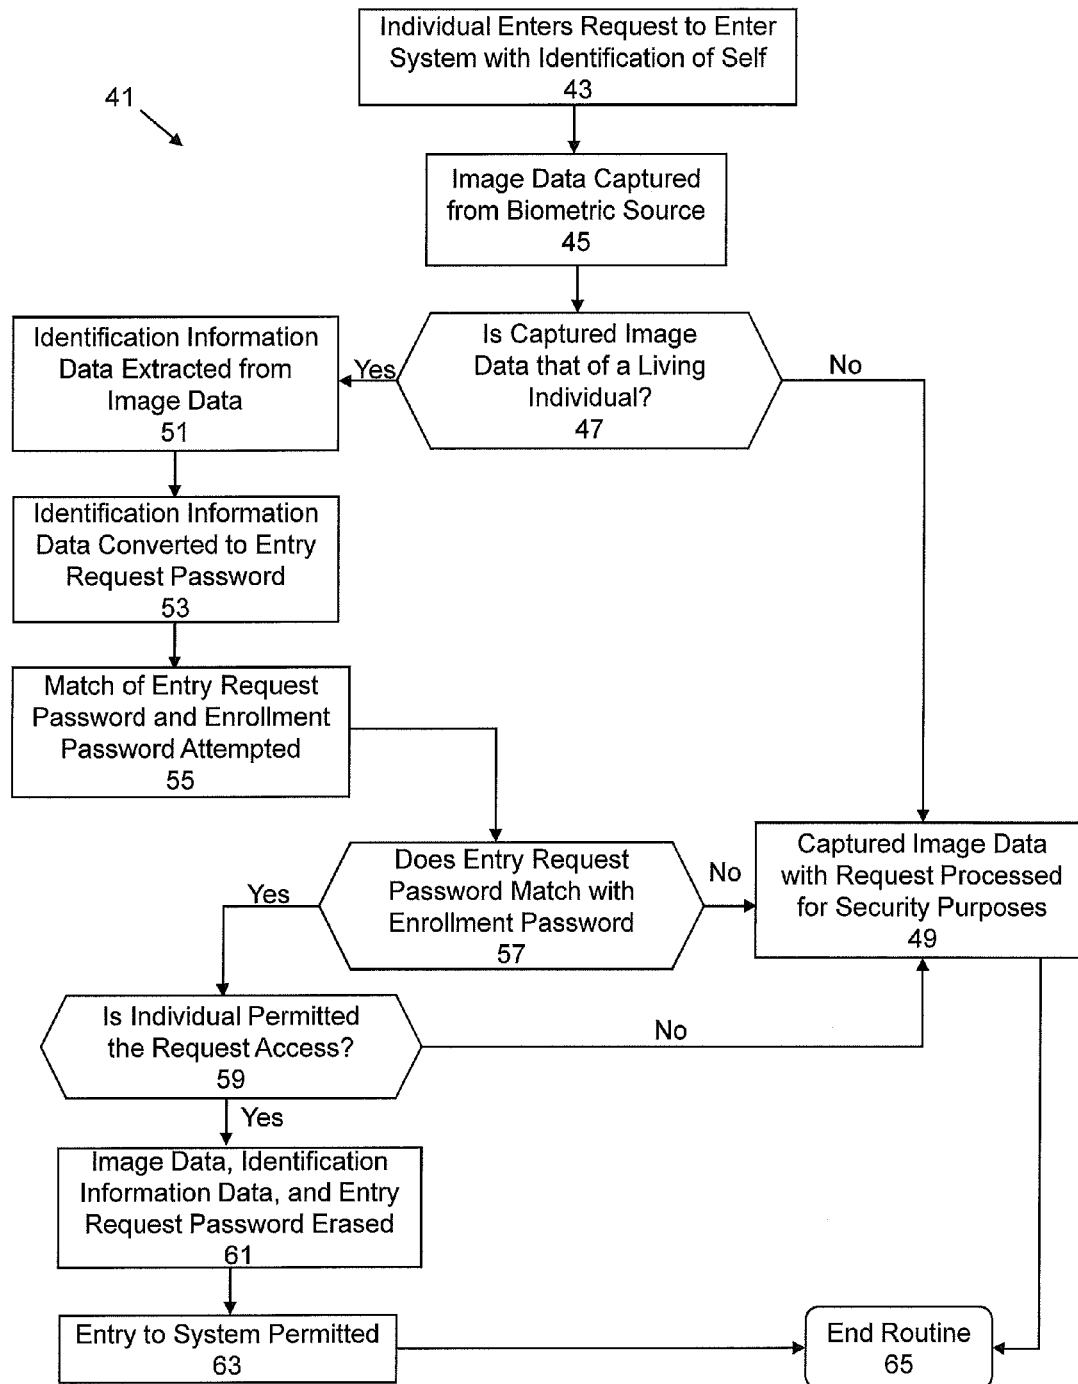 Individual Enters Request to Enter
System with Identification of Self
43
41
Image Data Captured
from Biometric Source
45
Is Captured Image
Data that of a Living
Individual?
47
Yes
No
Identification Information
Data Extracted from
Image Data
51
Identification Information
Data Converted to Entry
Request Password
53
Match of Entry Request
Password and Enrollment
Password Attempted
55
Does Entry Request
Password Match with
Enrollment Password
57
Yes
No
Captured Image Data
with Request Processed
for Security Purposes
49
Is Individual Permitted
the Request Access?
59
No
Yes
Image Data, Identification
Information Data, and Entry
Request Password Erased
61
Entry to System Permitted
63
End Routine
65